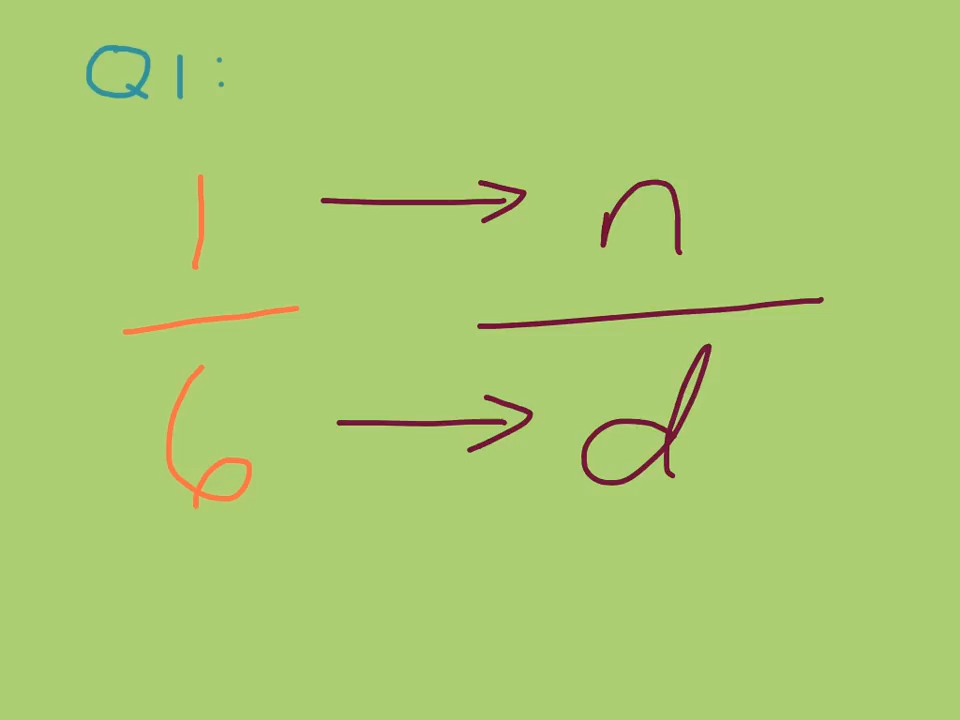 Q1:
1 → n
6 → d